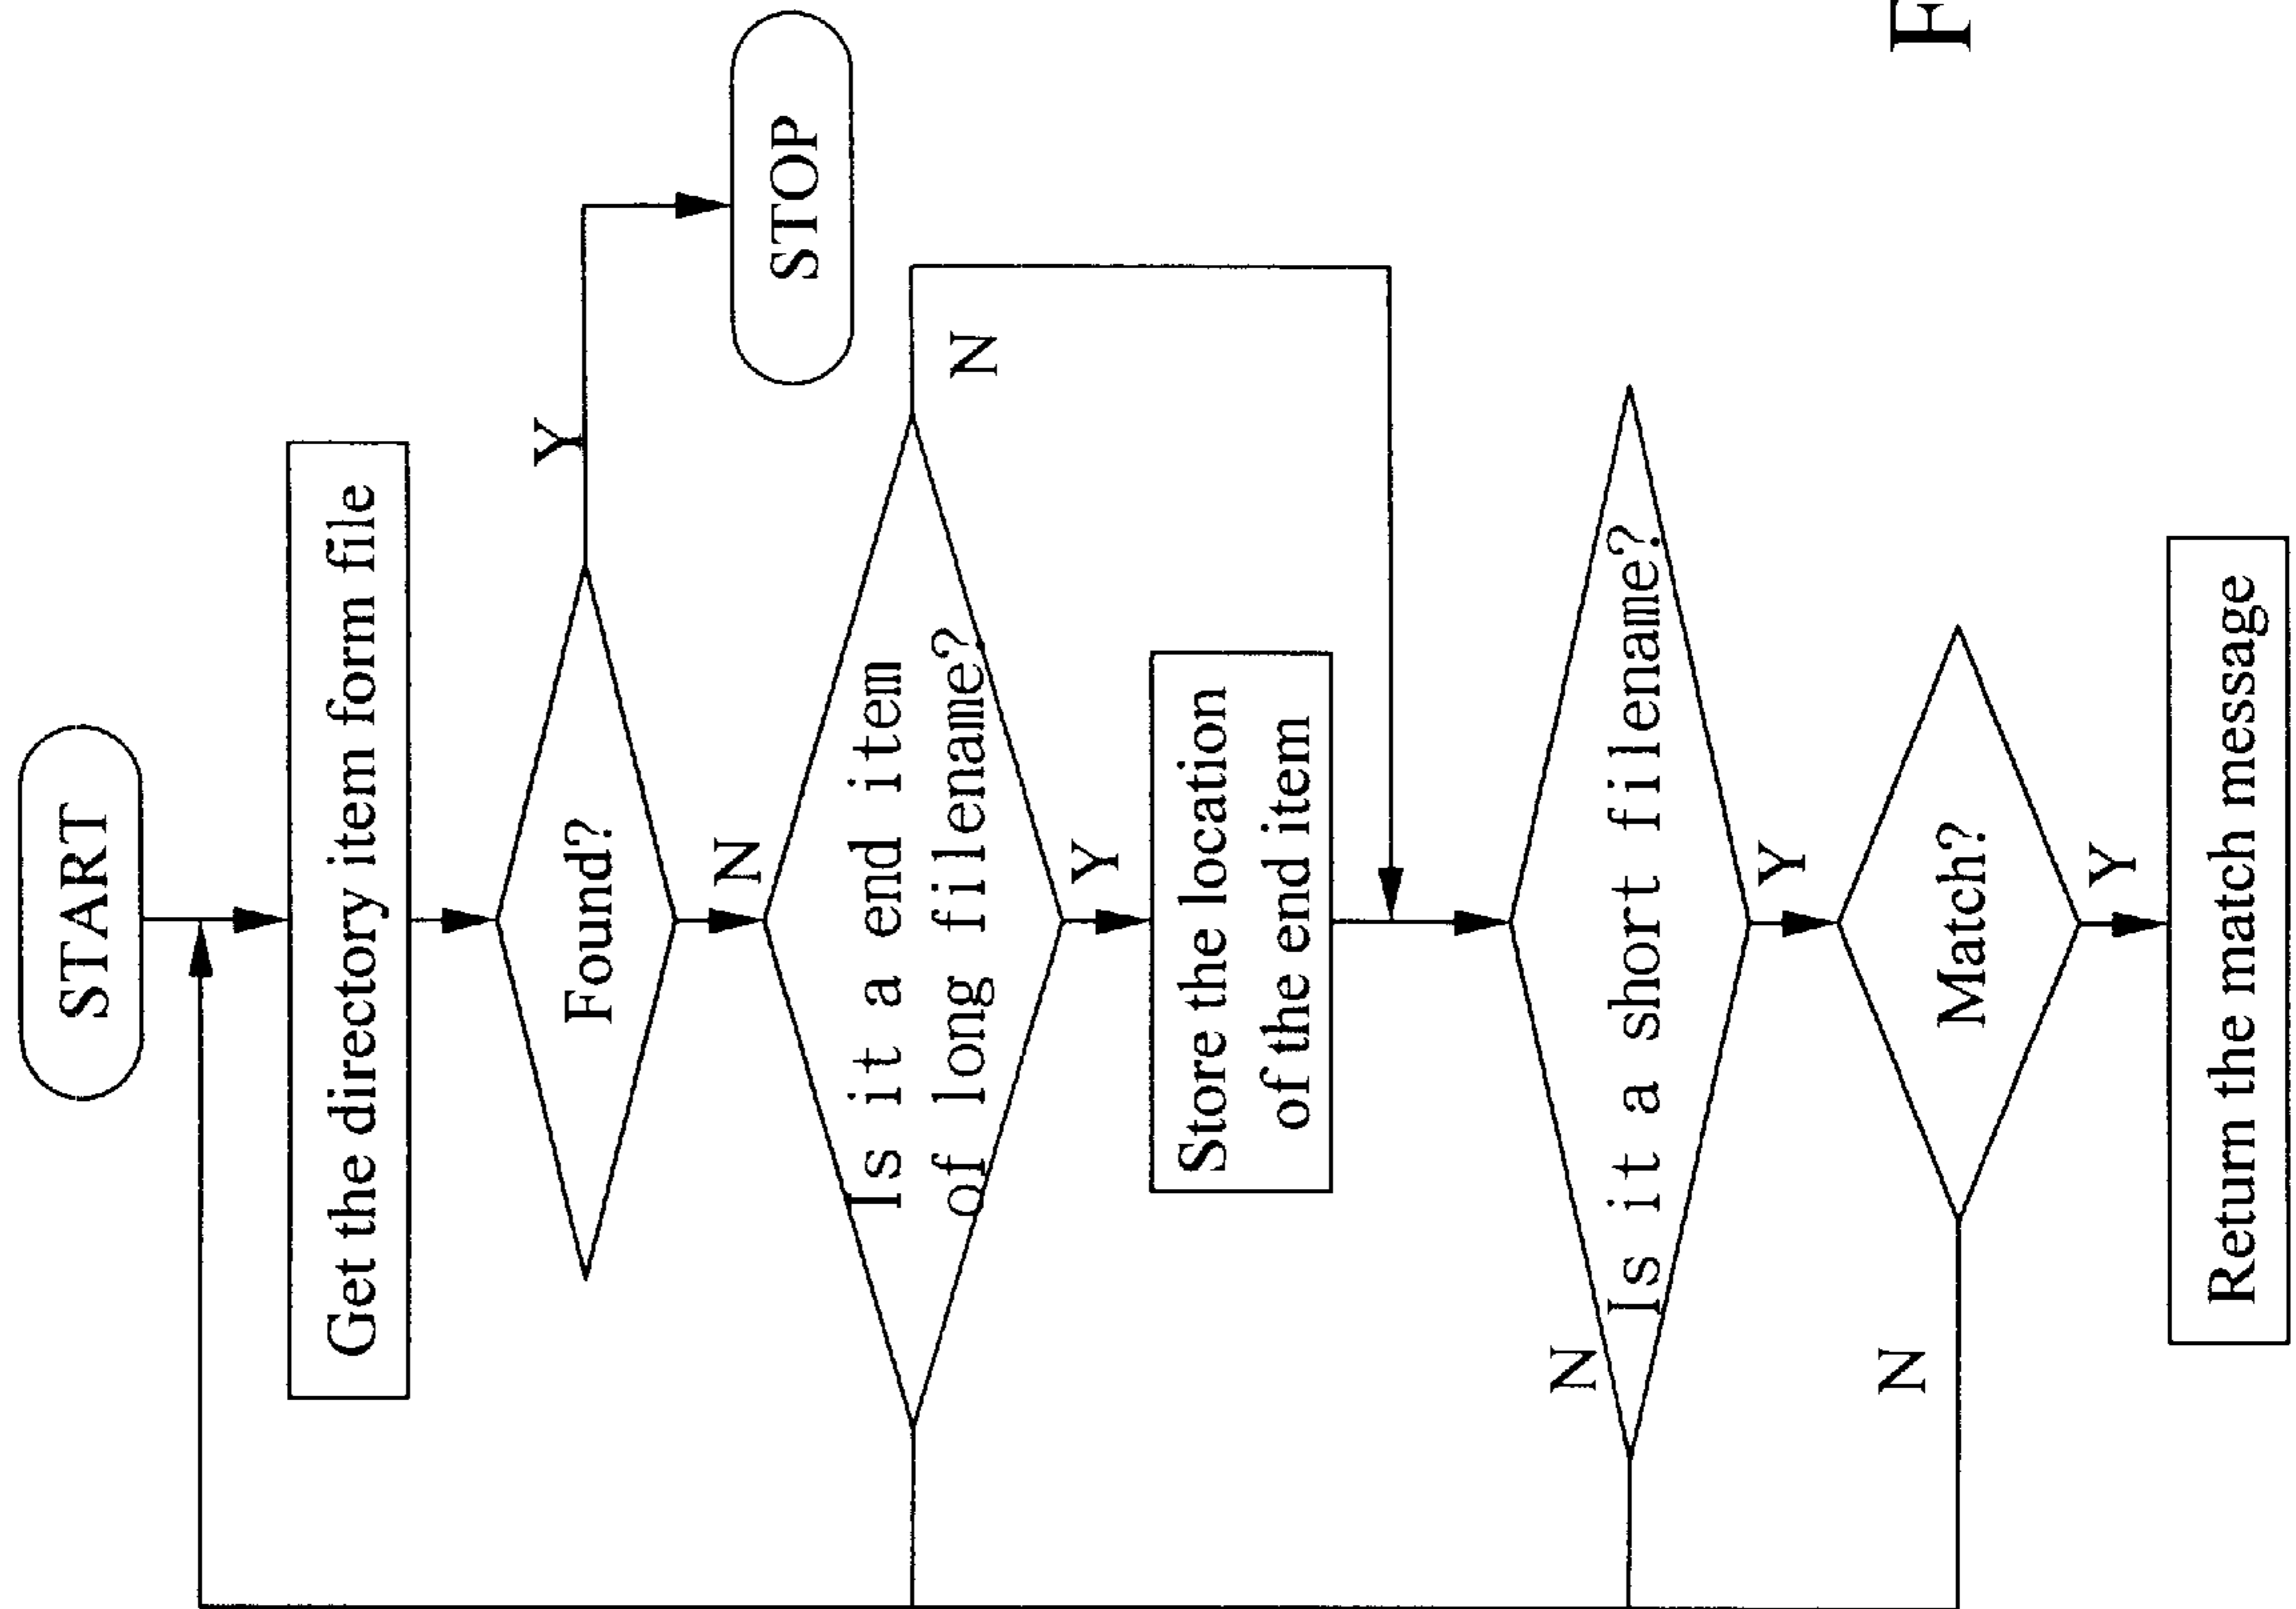 START
Get the directory item form file
Found?
Y
STOP
N
Is it a end item
of long filename?
N
Y
Store the location
of the end item
Is it a short filename?
N
Y
Match?
N
Y
Return the match message
F